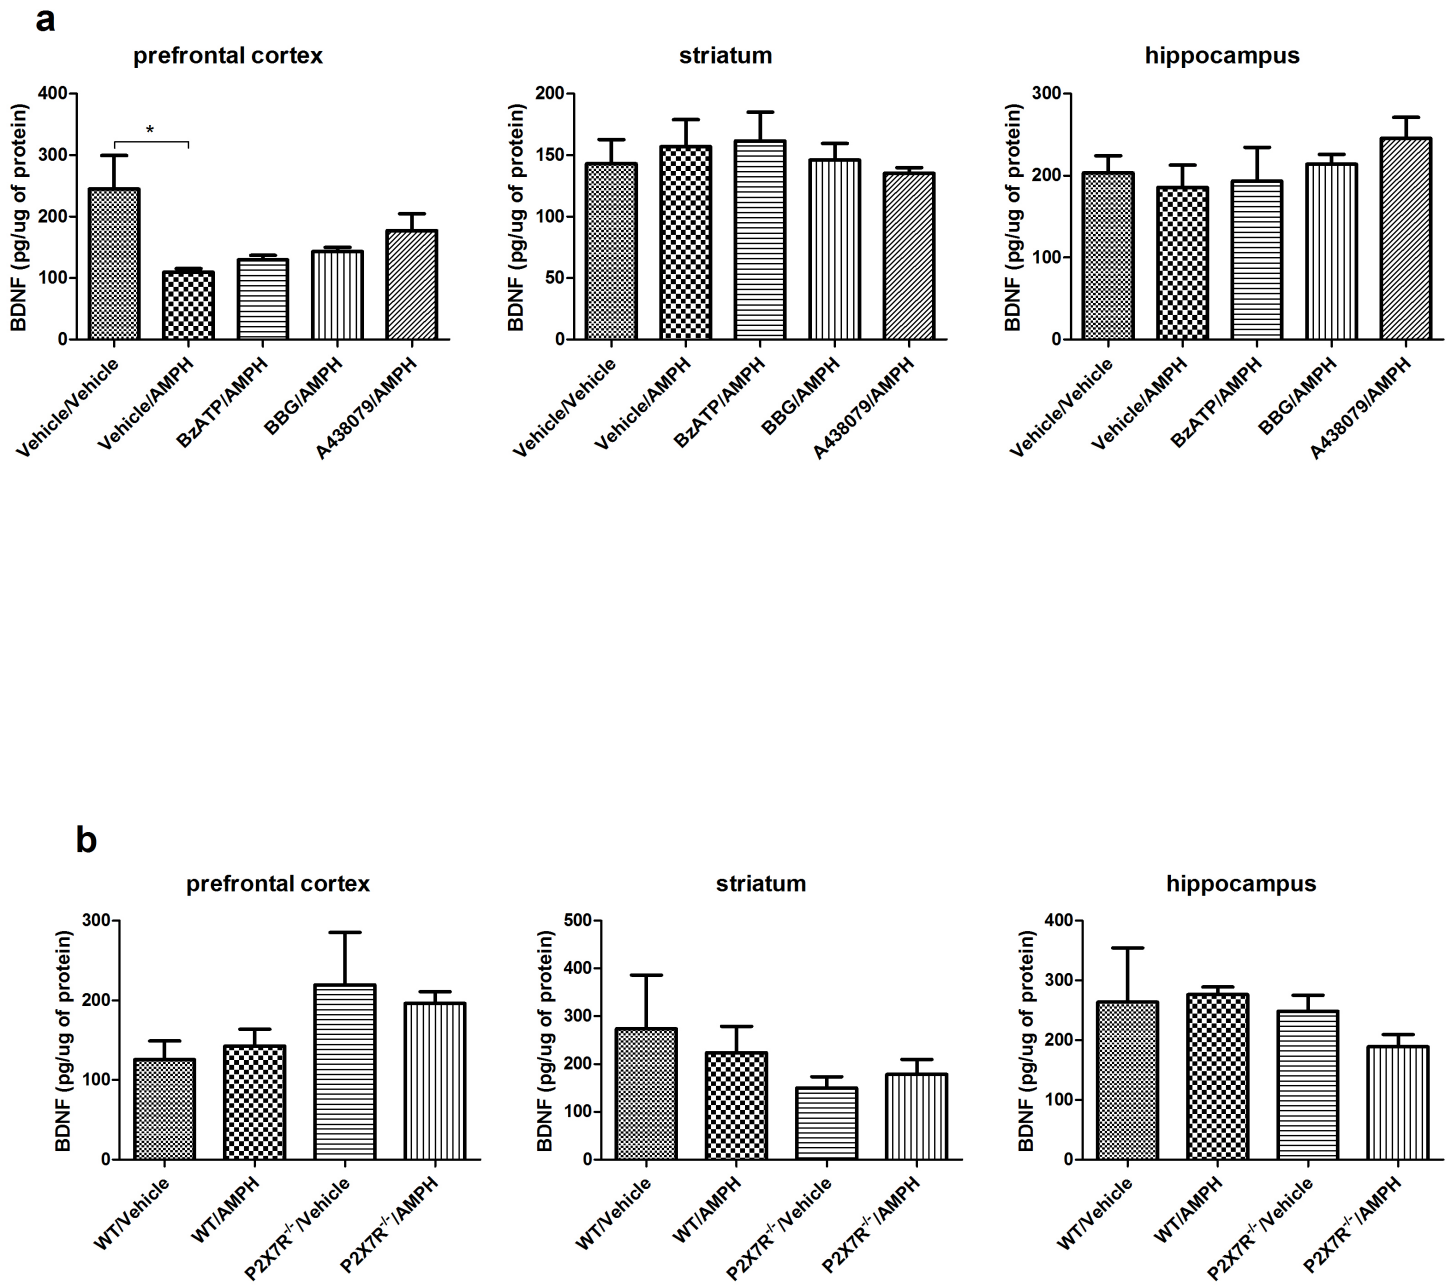 a
prefrontal cortex
striatum
hippocampus
BDNF (pg/ug of protein)
400
300
200
100
0
*
Vehicle/Vehicle
Vehicle/AMPH
BzATP/AMPH
BBG/AMPH
A438079/AMPH
BDNF (pg/ug of protein)
200
150
100
50
0
Vehicle/Vehicle
Vehicle/AMPH
BzATP/AMPH
BBG/AMPH
A438079/AMPH
BDNF (pg/ug of protein)
300
200
100
0
Vehicle/Vehicle
Vehicle/AMPH
BzATP/AMPH
BBG/AMPH
A438079/AMPH
b
prefrontal cortex
striatum
hippocampus
BDNF (pg/ug of protein)
300
200
100
0
WT/Vehicle
WT/AMPH
P2X7R-/-/Vehicle
P2X7R-/-/AMPH
BDNF (pg/ug of protein)
500
400
300
200
100
0
WT/Vehicle
WT/AMPH
P2X7R-/-/Vehicle
P2X7R-/-/AMPH
BDNF (pg/ug of protein)
400
300
200
100
0
WT/Vehicle
WT/AMPH
P2X7R-/-/Vehicle
P2X7R-/-/AMPH